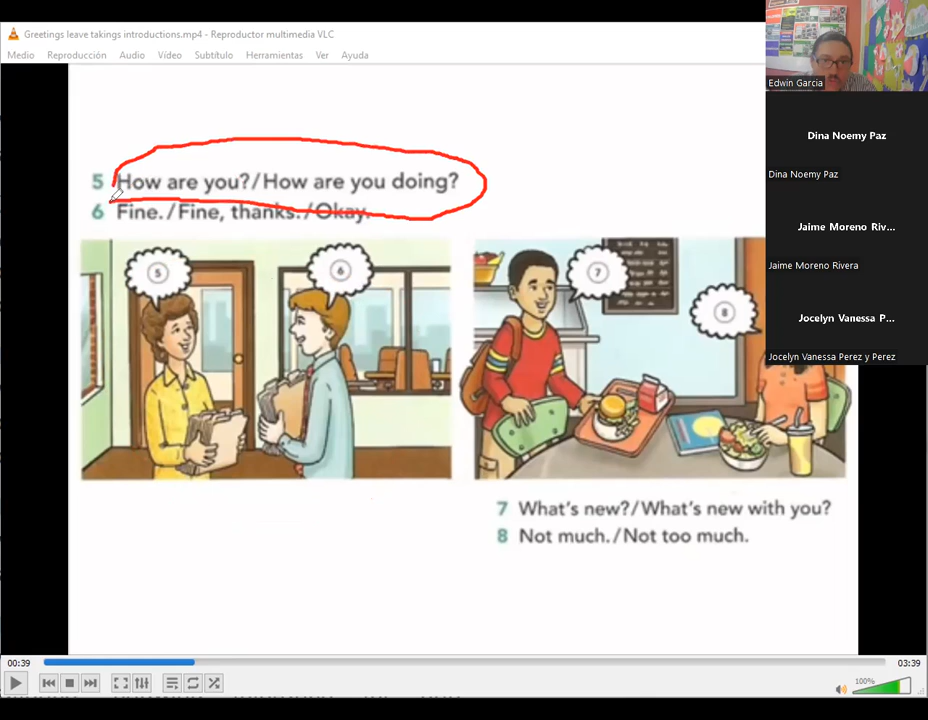 Greetings leave takings introductions.mp4 - Reproductor multimedia VLC
Medio Reproducción Audio Vídeo Subtítulo Herramientas Ver Ayuda
5 How are you?/How are you doing?
6 Fine./Fine, thanks./Okay.
5
6
7
8
7 What's new?/What's new with you?
8 Not much./Not too much.
Edwin Garcia
Dina Noemy Paz
Dina Noemy Paz
Jaime Moreno Riv...
Jaime Moreno Rivera
Jocelyn Vanessa P...
Jocelyn Vanessa Perez y Perez
00:39
03:39
100%